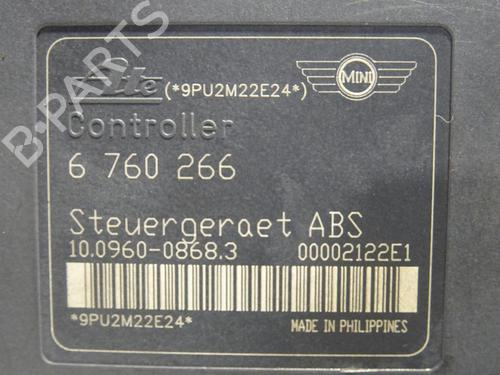 Ate (*9PU2M22E24*) MINI
Controller
6 760 266
Steuergeraet ABS
10.0960-0868.3 00002122E1
*9PU2M22E24* MADE IN PHILIPPINES
B-PARTS